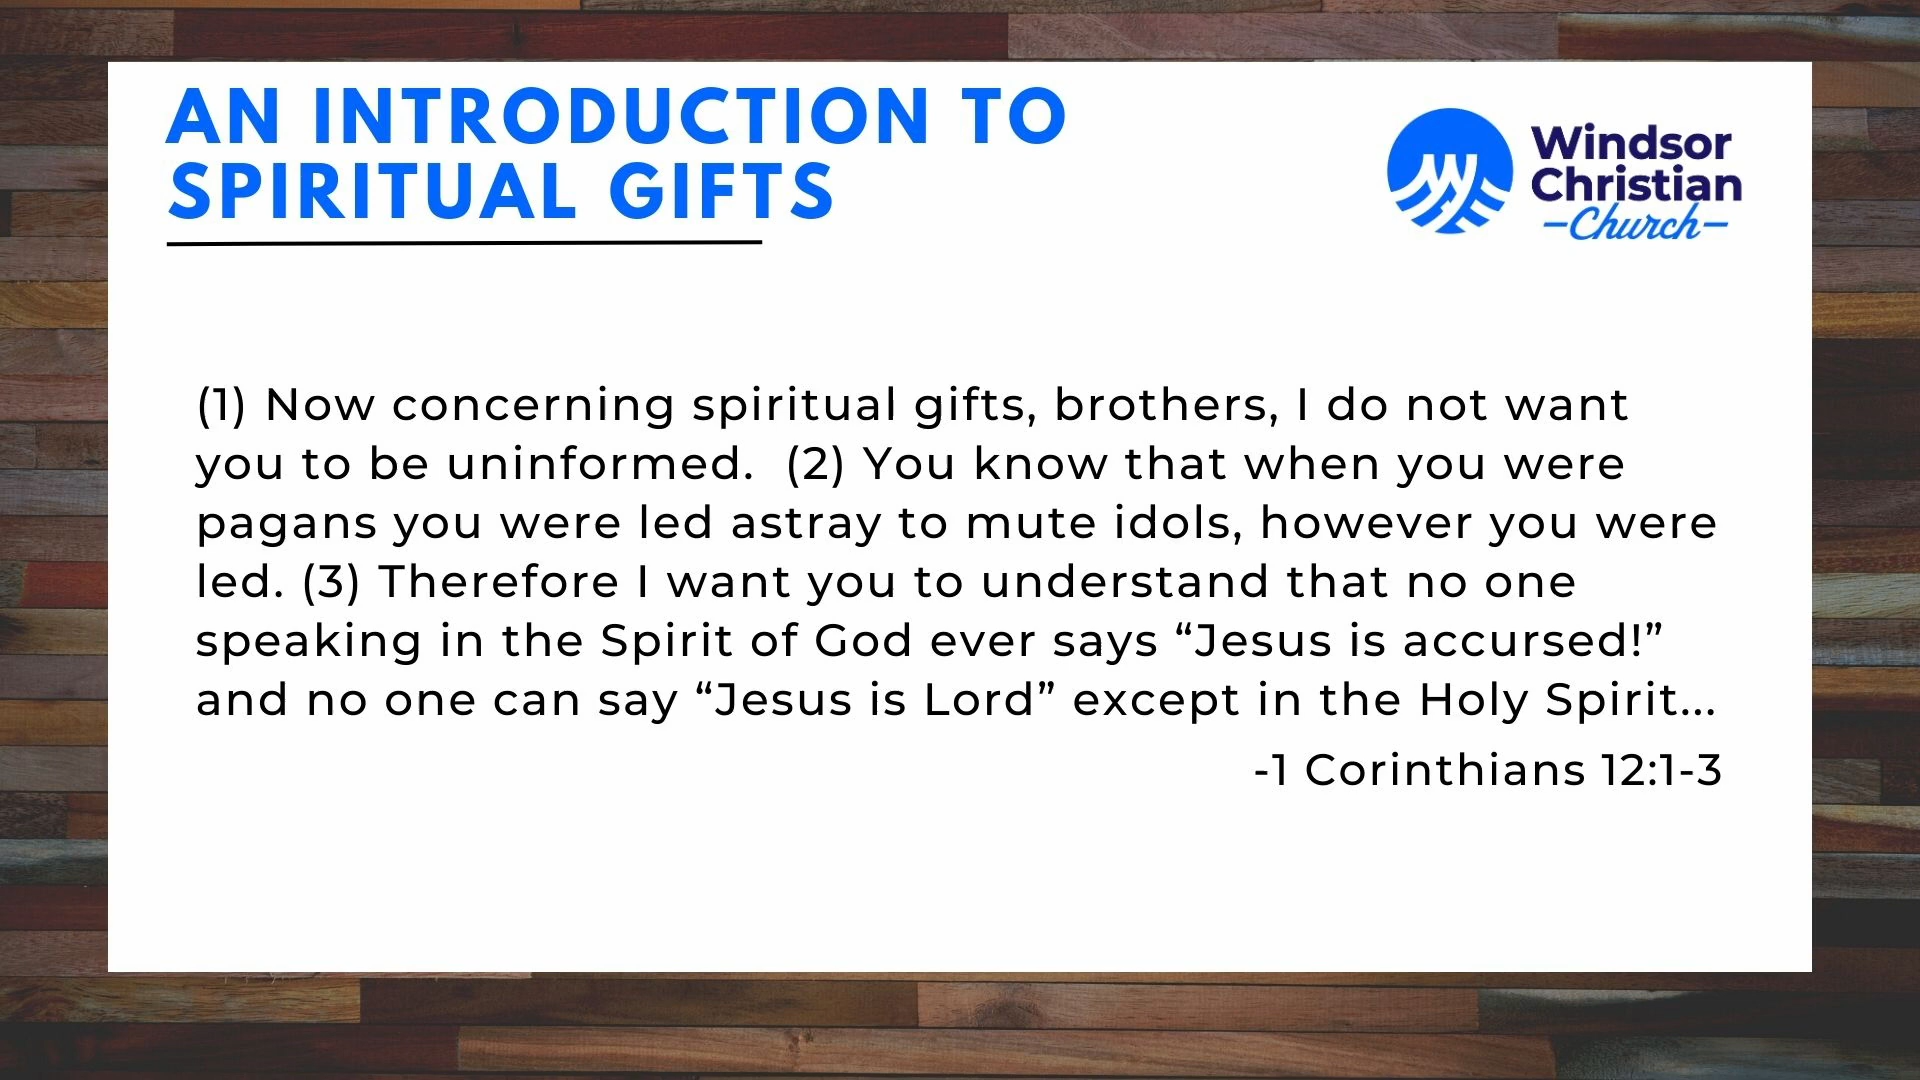 AN INTRODUCTION TO
SPIRITUAL GIFTS
Windsor
Christian
-Church-
(1) Now concerning spiritual gifts, brothers, I do not want
you to be uninformed.  (2) You know that when you were
pagans you were led astray to mute idols, however you were
led. (3) Therefore I want you to understand that no one
speaking in the Spirit of God ever says “Jesus is accursed!”
and no one can say “Jesus is Lord” except in the Holy Spirit...
-1 Corinthians 12:1-3